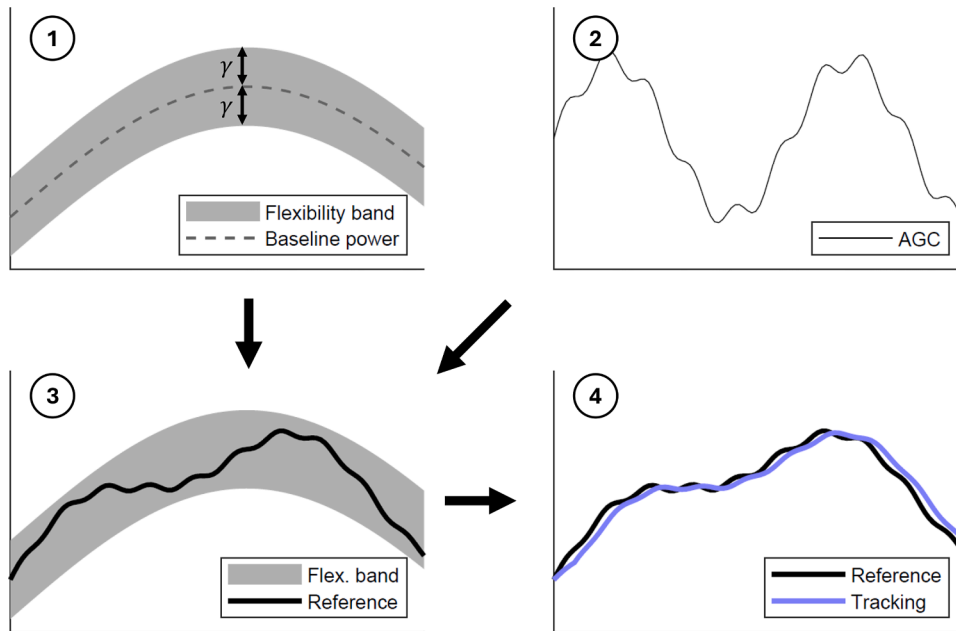 1
γ
γ
Flexibility band
Baseline power
2
AGC
3
Flex. band
Reference
4
Reference
Tracking